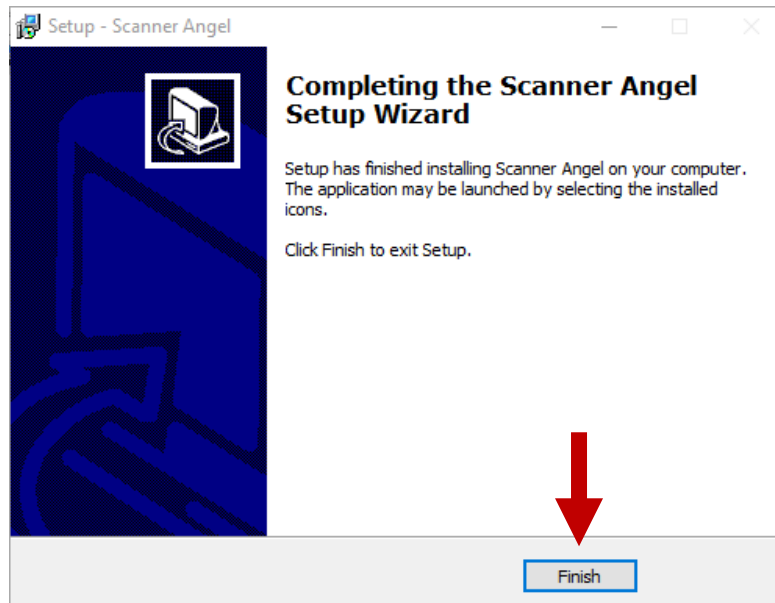 Setup - Scanner Angel
Completing the Scanner Angel
Setup Wizard
Setup has finished installing Scanner Angel on your computer.
The application may be launched by selecting the installed
icons.
Click Finish to exit Setup.
Finish